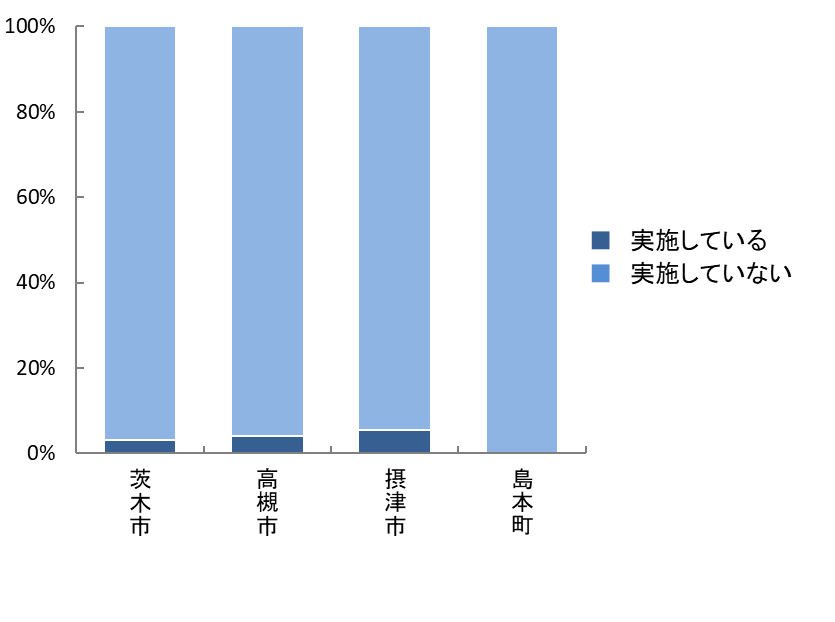 100%
80%
60%
40%
20%
0%
茨木市
高槻市
摂津市
島本町
実施している
実施していない